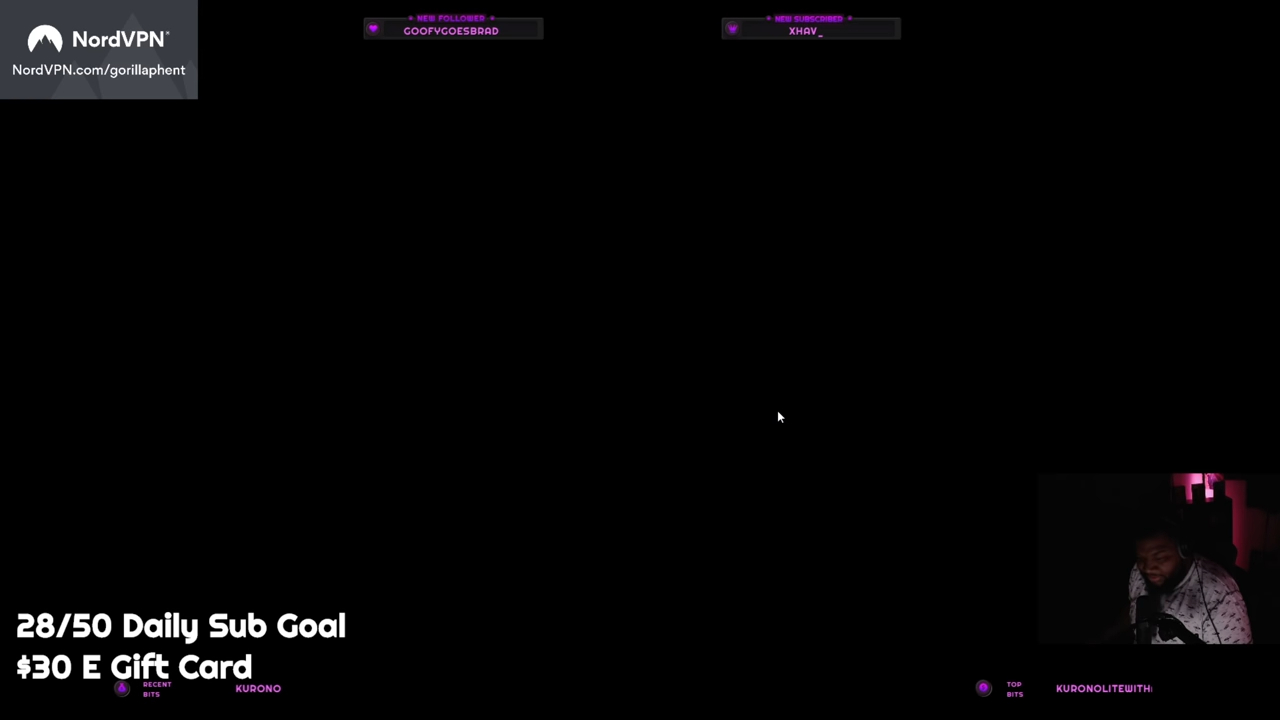 NordVPN®
NordVPN.com/gorillaphent
NEW FOLLOWER
GOOFYGOESBRAD
NEW SUBSCRIBER
XHAV_
28/50 Daily Sub Goal
$30 E Gift Card
RECENT
BITS
KURONO
TOP
BITS
KURONOLITEWITH